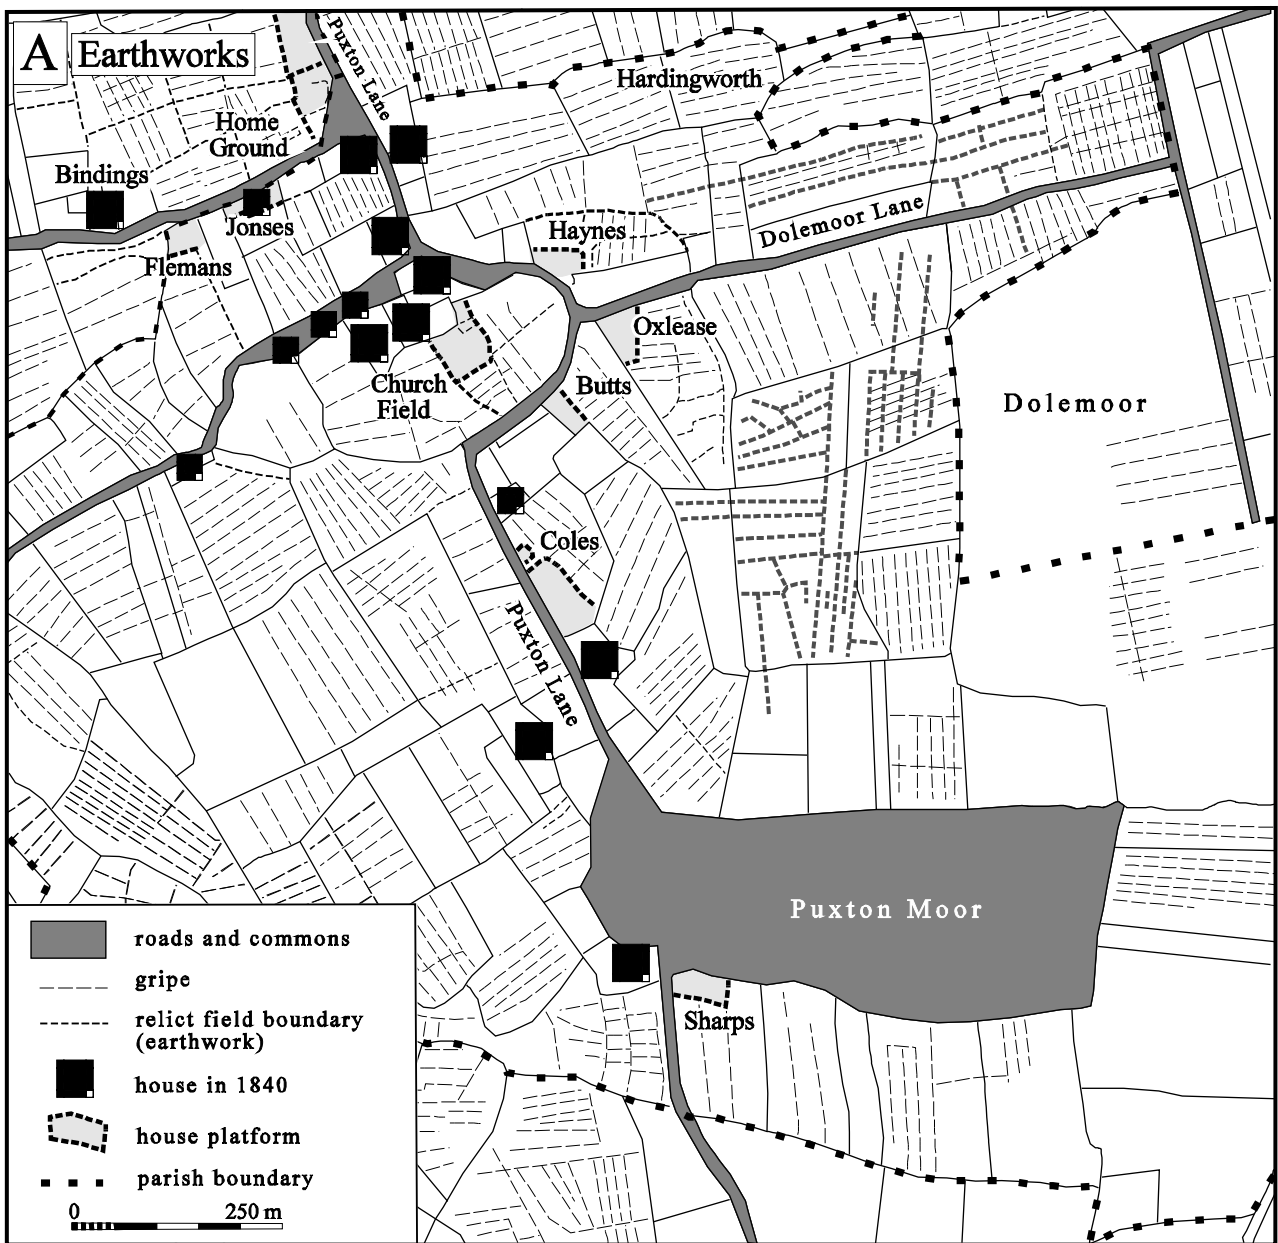 A Earthworks
Puxton Lane
Hardingworth
Home
Ground
Bindings
Jonses
Haynes
Dolemoor Lane
Flemans
Oxlease
Church
Field
Butts
Dolemoor
Coles
Puxton Lane
Puxton Moor
Sharps
roads and commons
gripe
relict field boundary
(earthwork)
house in 1840
house platform
parish boundary
0 250 m